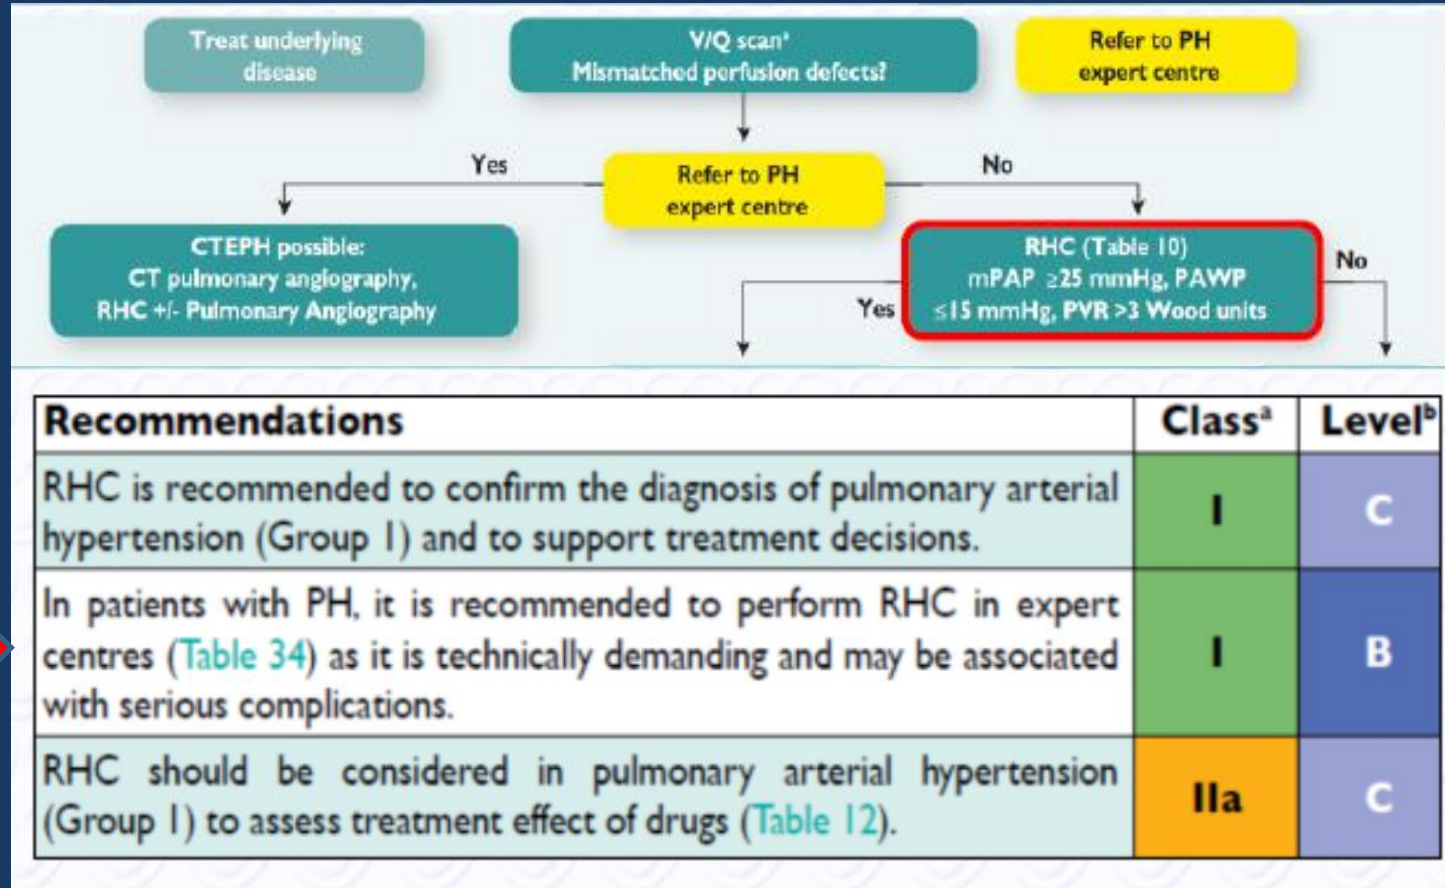 Treat underlying
disease
V/Q scanᵃ
Mismatched perfusion defects?
Refer to PH
expert centre
Yes
Refer to PH
expert centre
No
CTEPH possible:
CT pulmonary angiography,
RHC +/- Pulmonary Angiography
RHC (Table 10)
mPAP ≥25 mmHg, PAWP
≤15 mmHg, PVR >3 Wood units
Yes
No
Recommendations Classᵃ Levelᵇ
RHC is recommended to confirm the diagnosis of pulmonary arterial
hypertension (Group 1) and to support treatment decisions.
I C
In patients with PH, it is recommended to perform RHC in expert
centres (Table 34) as it is technically demanding and may be associated
with serious complications.
I B
RHC should be considered in pulmonary arterial hypertension
(Group 1) to assess treatment effect of drugs (Table 12).
IIa C